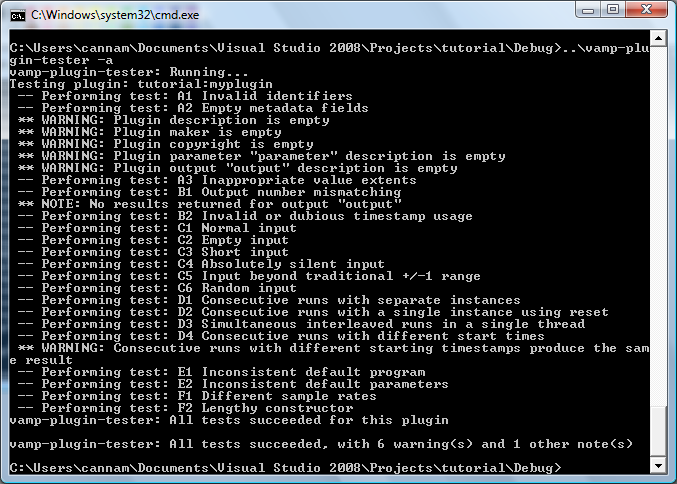 C:\Windows\system32\cmd.exe
C:\Users\cannam\Documents\Visual Studio 2008\Projects\tutorial\Debug>..\vamp-plu
gin-tester -a
vamp-plugin-tester: Running...
Testing plugin: tutorial:myplugin
 -- Performing test: A1 Invalid identifiers
 -- Performing test: A2 Empty metadata fields
 ** WARNING: Plugin description is empty
 ** WARNING: Plugin maker is empty
 ** WARNING: Plugin copyright is empty
 ** WARNING: Plugin parameter "parameter" description is empty
 ** WARNING: Plugin output "output" description is empty
 -- Performing test: A3 Inappropriate value extents
 -- Performing test: B1 Output number mismatching
 ** NOTE: No results returned for output "output"
 -- Performing test: B2 Invalid or dubious timestamp usage
 -- Performing test: C1 Normal input
 -- Performing test: C2 Empty input
 -- Performing test: C3 Short input
 -- Performing test: C4 Absolutely silent input
 -- Performing test: C5 Input beyond traditional +/-1 range
 -- Performing test: C6 Random input
 -- Performing test: D1 Consecutive runs with separate instances
 -- Performing test: D2 Consecutive runs with a single instance using reset
 -- Performing test: D3 Simultaneous interleaved runs in a single thread
 -- Performing test: D4 Consecutive runs with different start times
 ** WARNING: Consecutive runs with different starting timestamps produce the sam
e result
 -- Performing test: E1 Inconsistent default program
 -- Performing test: E2 Inconsistent default parameters
 -- Performing test: F1 Different sample rates
 -- Performing test: F2 Lengthy constructor
vamp-plugin-tester: All tests succeeded for this plugin
vamp-plugin-tester: All tests succeeded, with 6 warning(s) and 1 other note(s)
C:\Users\cannam\Documents\Visual Studio 2008\Projects\tutorial\Debug>